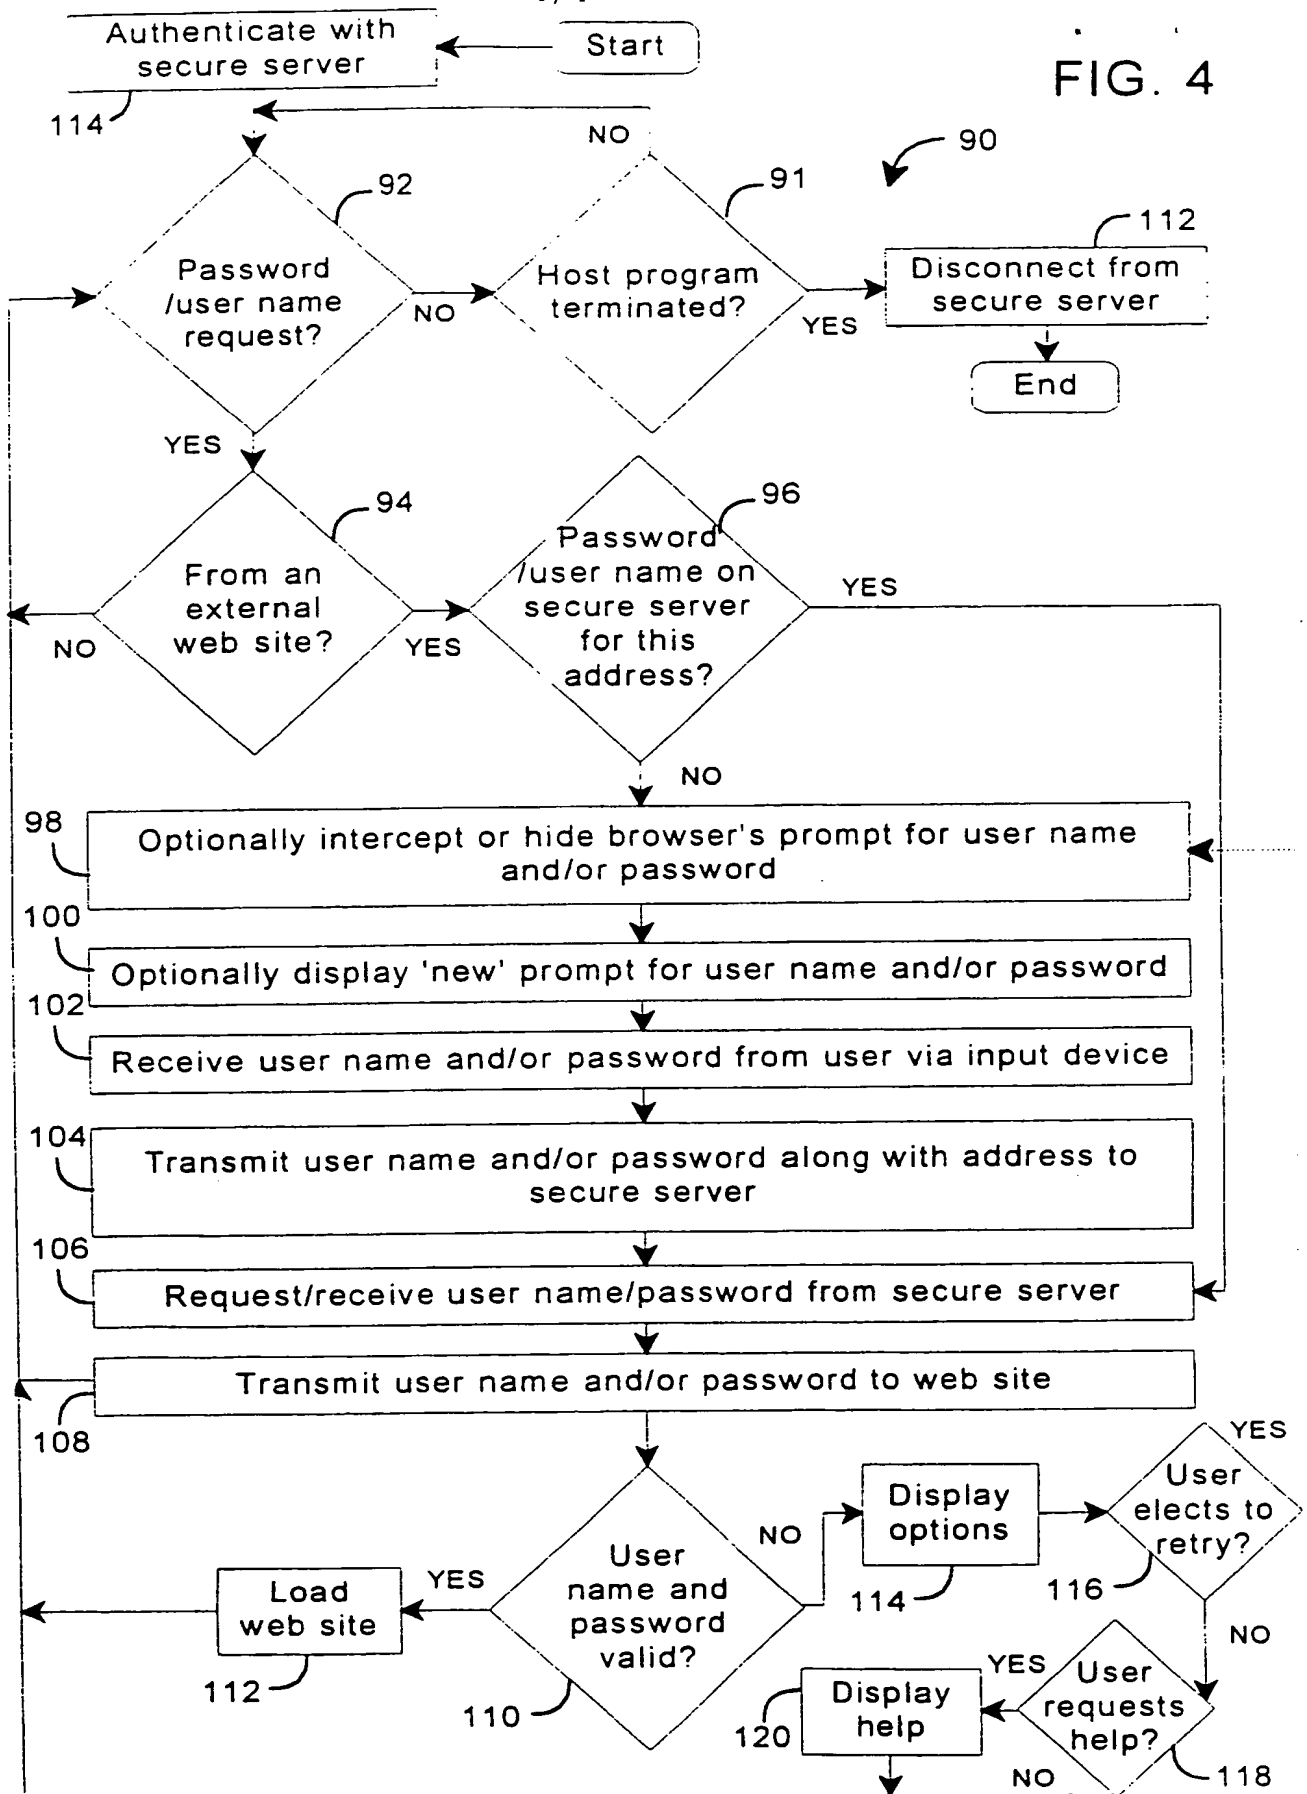 Authenticate with
secure server
Start
FIG. 4
114
NO
90
92
91
112
Password
/user name
request?
NO
Host program
terminated?
YES
Disconnect from
secure server
End
YES
94
96
From an
external
web site?
NO
YES
Password
/user name on
secure server
for this
address?
YES
NO
98
Optionally intercept or hide browser's prompt for user name
and/or password
100
Optionally display 'new' prompt for user name and/or password
102
Receive user name and/or password from user via input device
104
Transmit user name and/or password along with address to
secure server
106
Request/receive user name/password from secure server
Transmit user name and/or password to web site
108
User
name and
password
valid?
110
YES
Load
web site
112
NO
Display
options
114
User
elects to
retry?
YES
116
NO
User
requests
help?
118
YES
Display
help
120
NO